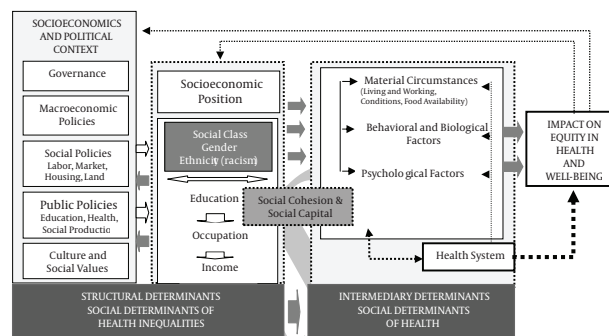 SOCIOECONOMICS
AND POLITICAL
CONTEXT
Governance
Macroeconomic
Policies
Social Policies
Labor, Market,
Housing, Land
Public Policies
Education, Health,
Social Productio
Culture and
Social Values
Socioeconomic
Position
Social Class
Gender
Ethnicity (racism)
Education
Occupation
Income
Social Cohesion &
Social Capital
Material Circumstances
(Living and Working,
Conditions, Food Availability)
Behavioral and Biological
Factors
Psychological Factors
Health System
IMPACT ON
EQUITY IN
HEALTH
AND
WELL-BEING
STRUCTURAL DETERMINANTS
SOCIAL DETERMINANTS OF
HEALTH INEQUALITIES
INTERMEDIARY DETERMINANTS
SOCIAL DETERMINANTS
OF HEALTH